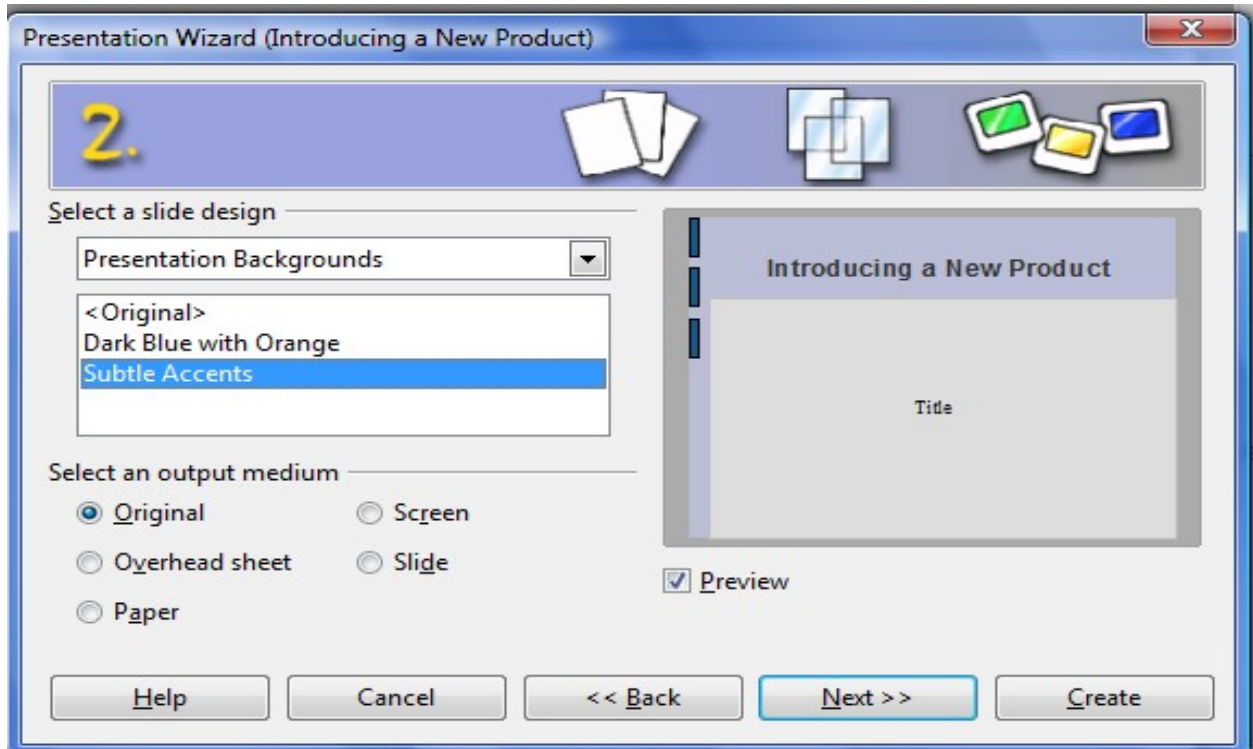 Presentation Wizard (Introducing a New Product)
2.
Select a slide design
Presentation Backgrounds
<Original>
Dark Blue with Orange
Subtle Accents
Introducing a New Product
Title
Select an output medium
Original
Screen
Overhead sheet
Slide
Paper
Preview
Help
Cancel
<< Back
Next >>
Create